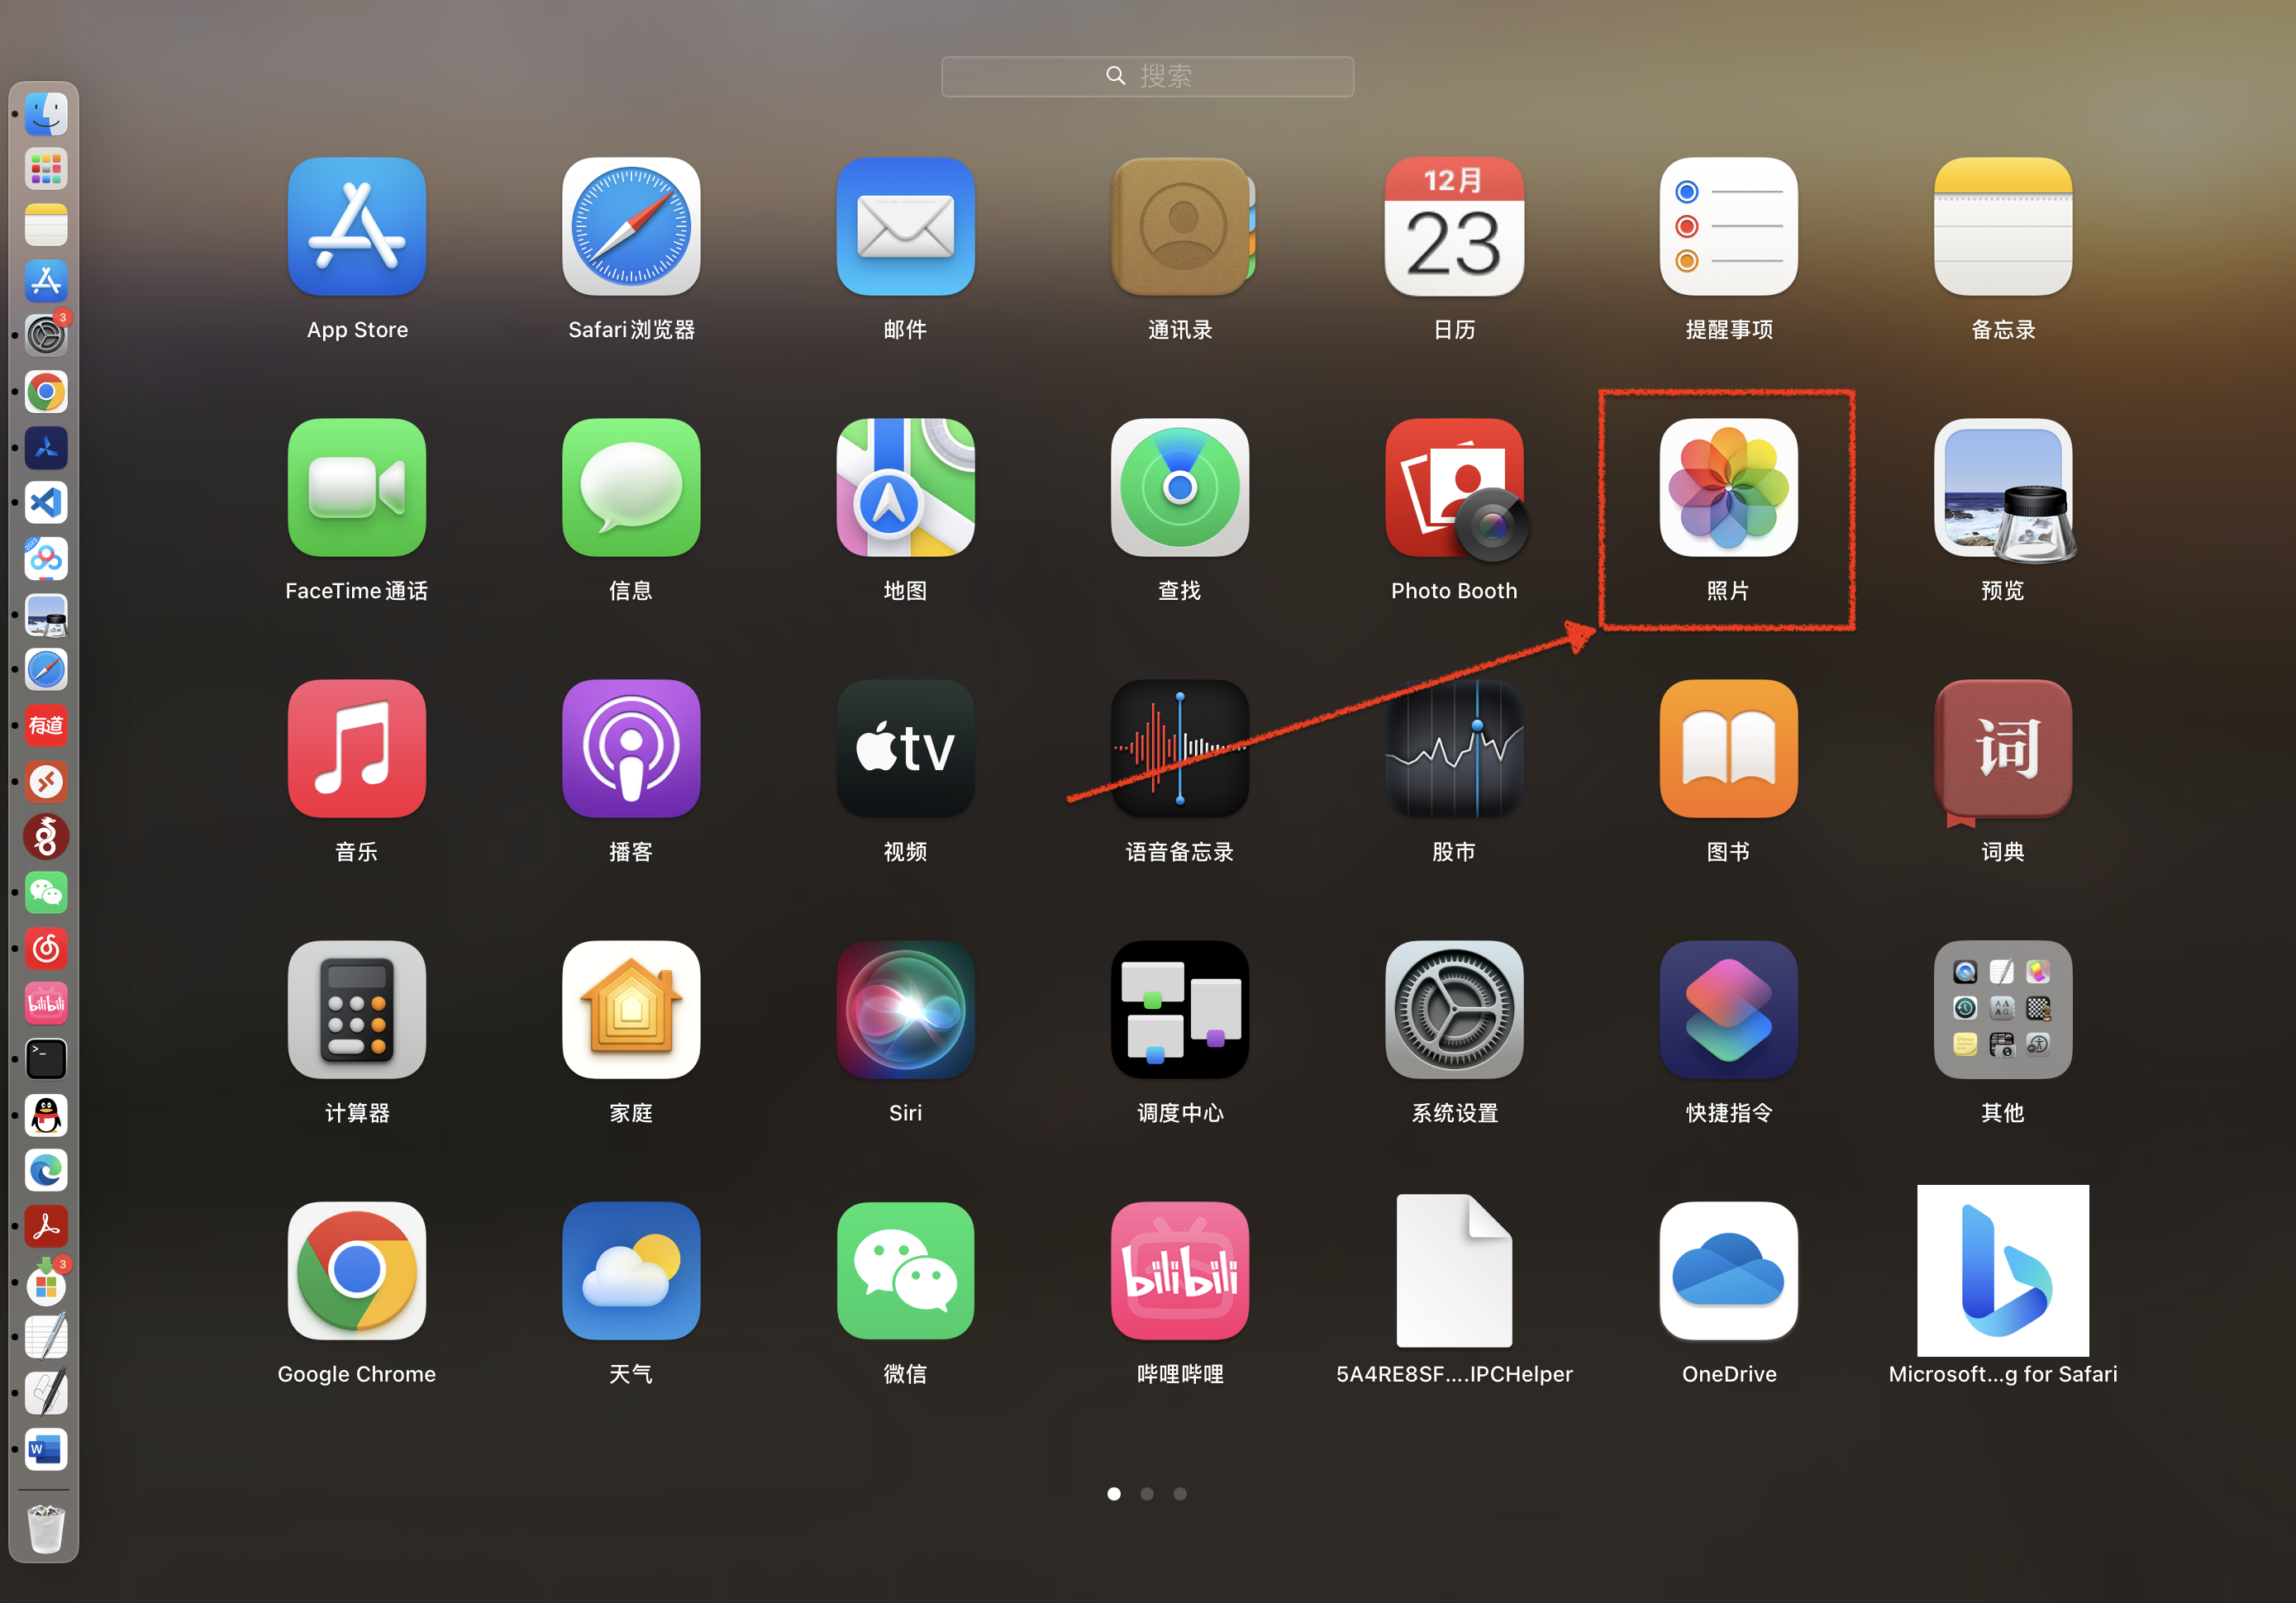 搜索
12月
23
App Store
Safari浏览器
邮件
通讯录
日历
提醒事项
备忘录
FaceTime通话
信息
地图
查找
Photo Booth
照片
预览
tv
词
音乐
播客
视频
语音备忘录
股市
图书
词典
计算器
家庭
Siri
调度中心
系统设置
快捷指令
其他
bilibili
Google Chrome
天气
微信
哔哩哔哩
5A4RE8SF....IPCHelper
OneDrive
Microsoft...g for Safari
3
有道
bilibili
>_
3
W